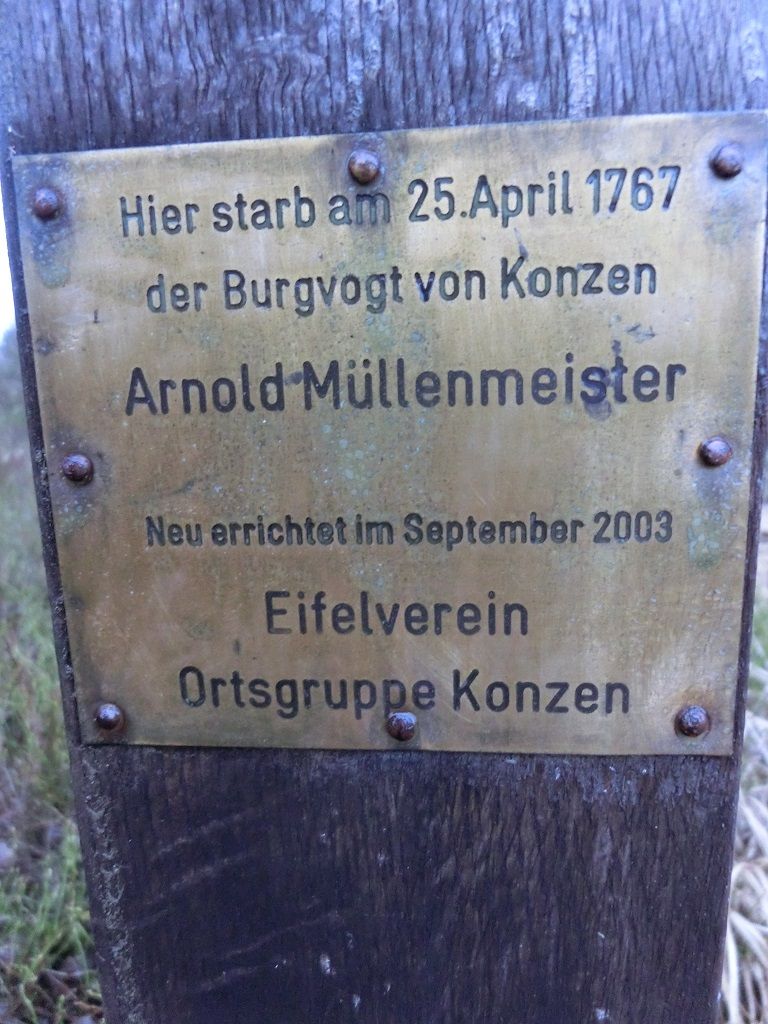 Hier starb am 25.April 1767
der Burgvogt von Konzen
Arnold Müllenmeister
Neu errichtet im September 2003
Eifelverein
Ortsgruppe Konzen